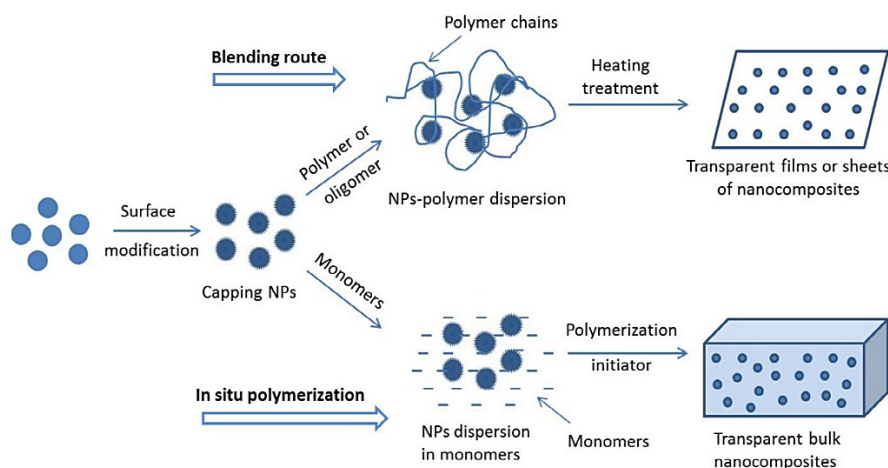 Polymer chains
Blending route
Heating
treatment
Polymer or
oligomer
NPs-polymer dispersion
Transparent films or sheets
of nanocomposites
Surface
modification
Capping NPs
Monomers
Polymerization
initiator
In situ polymerization
NPs dispersion
in monomers
Monomers
Transparent bulk
nanocomposites